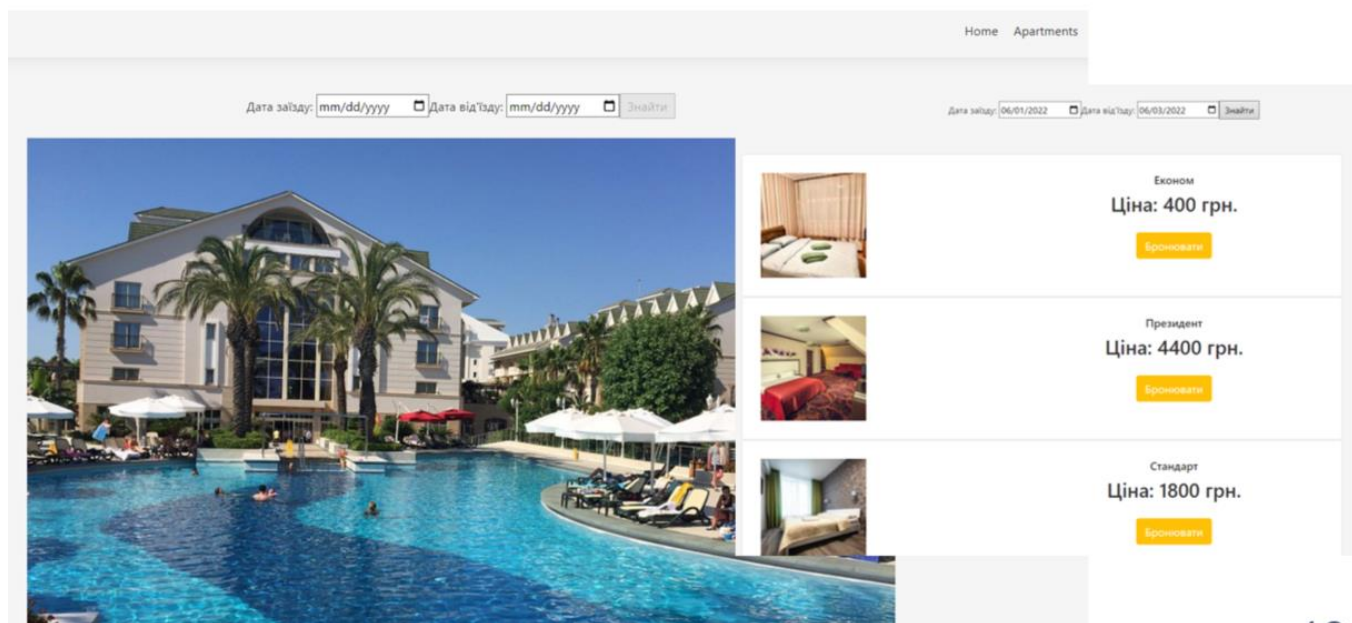 Home Apartments
Дата заїзду: mm/dd/yyyy Дата від'їзду: mm/dd/yyyy Знайти
Дата заїзду: 06/01/2022 Дата від'їзду: 06/03/2022 Знайти
Економ
Ціна: 400 грн.
Бронювати
Президент
Ціна: 4400 грн.
Бронювати
Стандарт
Ціна: 1800 грн.
Бронювати